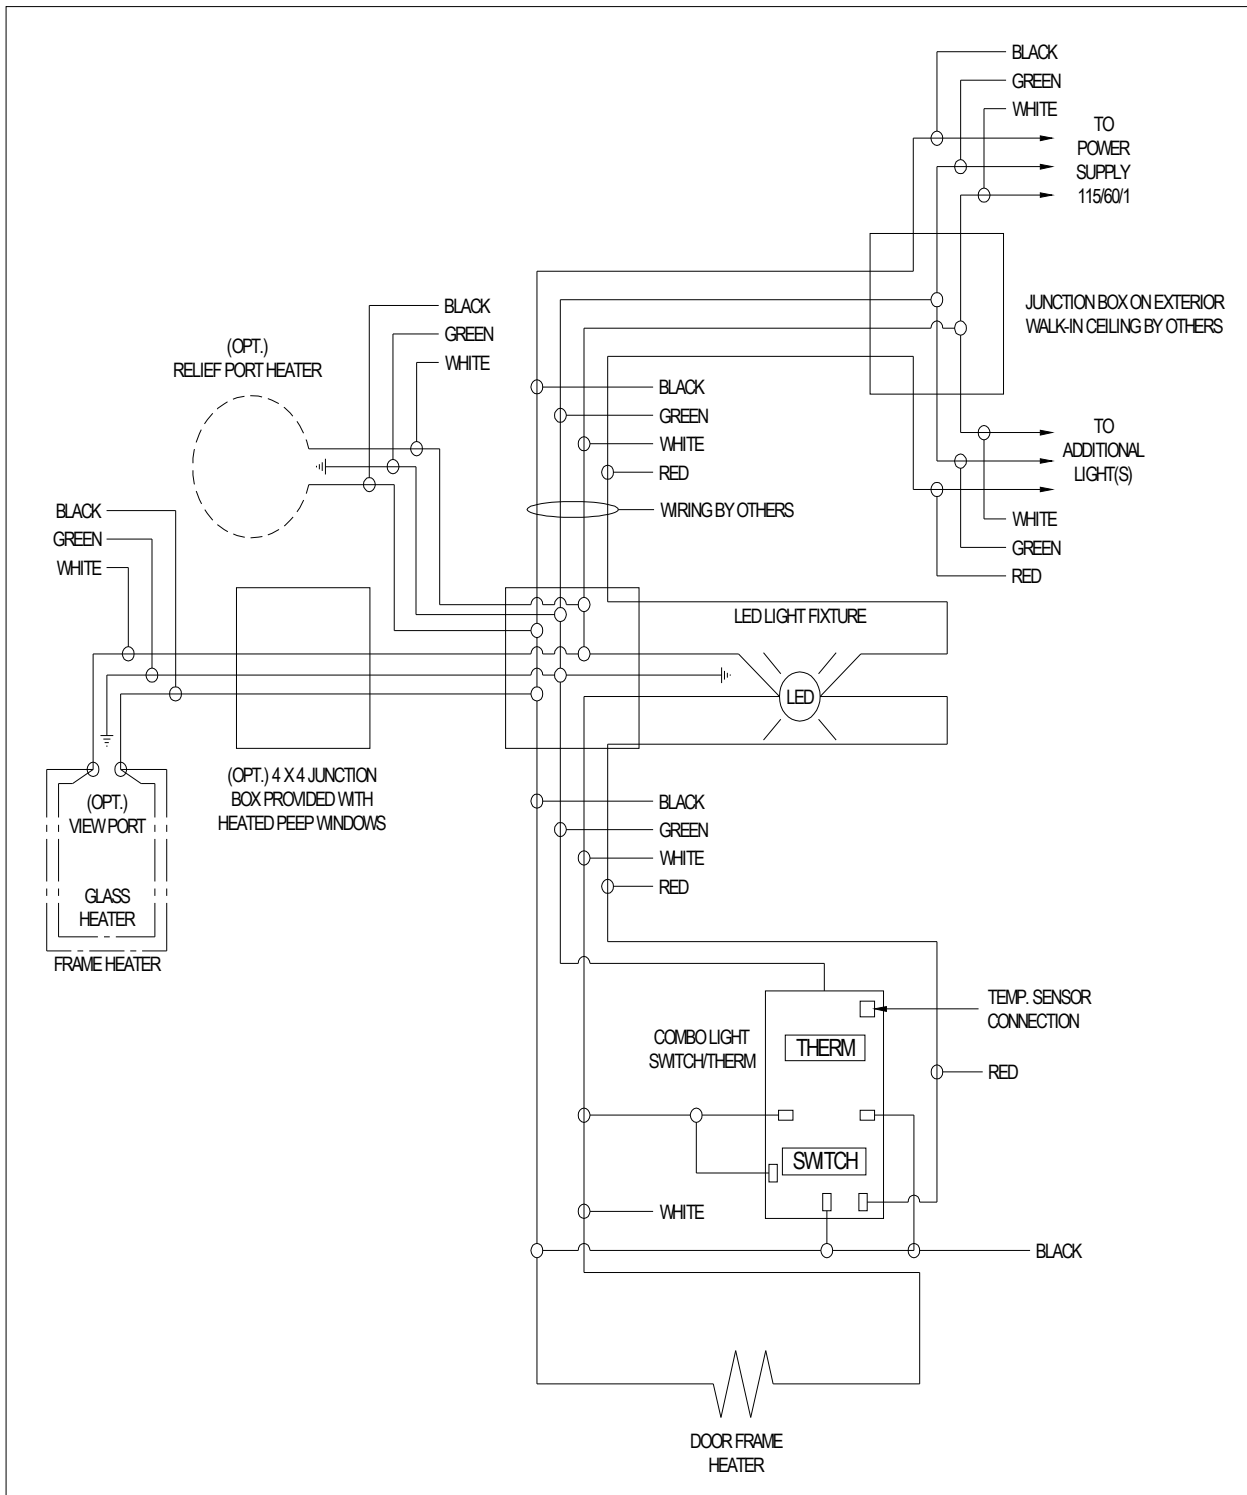 BLACK
GREEN
WHITE
TO
POWER
SUPPLY
115/60/1
JUNCTION BOX ON EXTERIOR
WALK-IN CEILING BY OTHERS
BLACK
GREEN
WHITE
(OPT.)
RELIEF PORT HEATER
BLACK
GREEN
WHITE
RED
WIRING BY OTHERS
TO
ADDITIONAL
LIGHT(S)
WHITE
GREEN
RED
BLACK
GREEN
WHITE
LED LIGHT FIXTURE
LED
(OPT.) 4 X 4 JUNCTION
BOX PROVIDED WITH
HEATED PEEP WINDOWS
(OPT.)
VIEW PORT
GLASS
HEATER
FRAME HEATER
BLACK
GREEN
WHITE
RED
TEMP. SENSOR
CONNECTION
COMBO LIGHT
SWITCH/THERM
THERM
RED
SWITCH
WHITE
BLACK
DOOR FRAME
HEATER